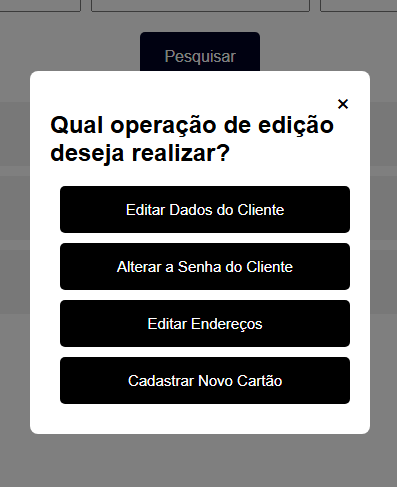 Pesquisar
×
Qual operação de edição
deseja realizar?
Editar Dados do Cliente
Alterar a Senha do Cliente
Editar Endereços
Cadastrar Novo Cartão